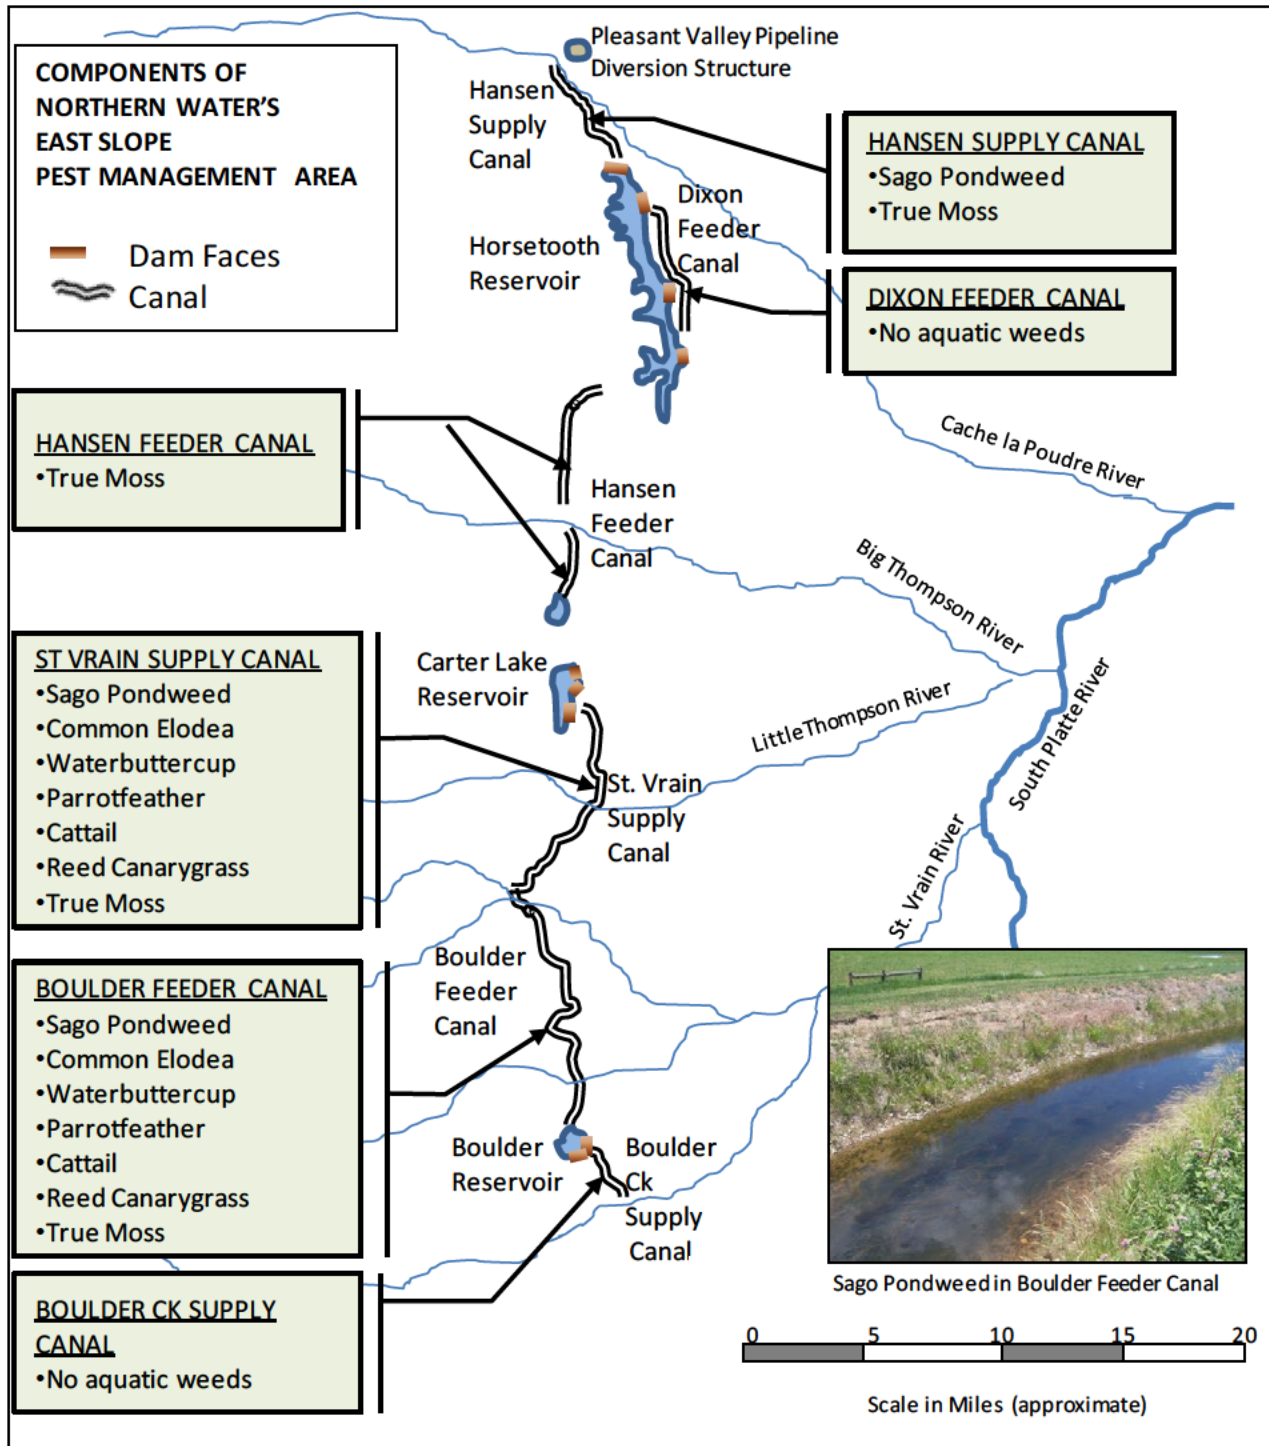 COMPONENTS OF
NORTHERN WATER'S
EAST SLOPE
PEST MANAGEMENT AREA
Dam Faces
Canal
Pleasant Valley Pipeline
Diversion Structure
Hansen
Supply
Canal
HANSEN SUPPLY CANAL
•Sago Pondweed
•True Moss
Dixon
Feeder
Canal
Horsetooth
Reservoir
DIXON FEEDER CANAL
•No aquatic weeds
HANSEN FEEDER CANAL
•True Moss
Cache la Poudre River
Hansen
Feeder
Canal
Big Thompson River
ST VRAIN SUPPLY CANAL
•Sago Pondweed
•Common Elodea
•Waterbuttercup
•Parrotfeather
•Cattail
•Reed Canarygrass
•True Moss
Carter Lake
Reservoir
Little Thompson River
South Platte River
St. Vrain
Supply
Canal
St. Vrain River
BOULDER FEEDER CANAL
•Sago Pondweed
•Common Elodea
•Waterbuttercup
•Parrotfeather
•Cattail
•Reed Canarygrass
•True Moss
Boulder
Feeder
Canal
Boulder
Reservoir
Boulder
Ck
Supply
Canal
Sago Pondweed in Boulder Feeder Canal
BOULDER CK SUPPLY
CANAL
•No aquatic weeds
0 5 10 15 20
Scale in Miles (approximate)